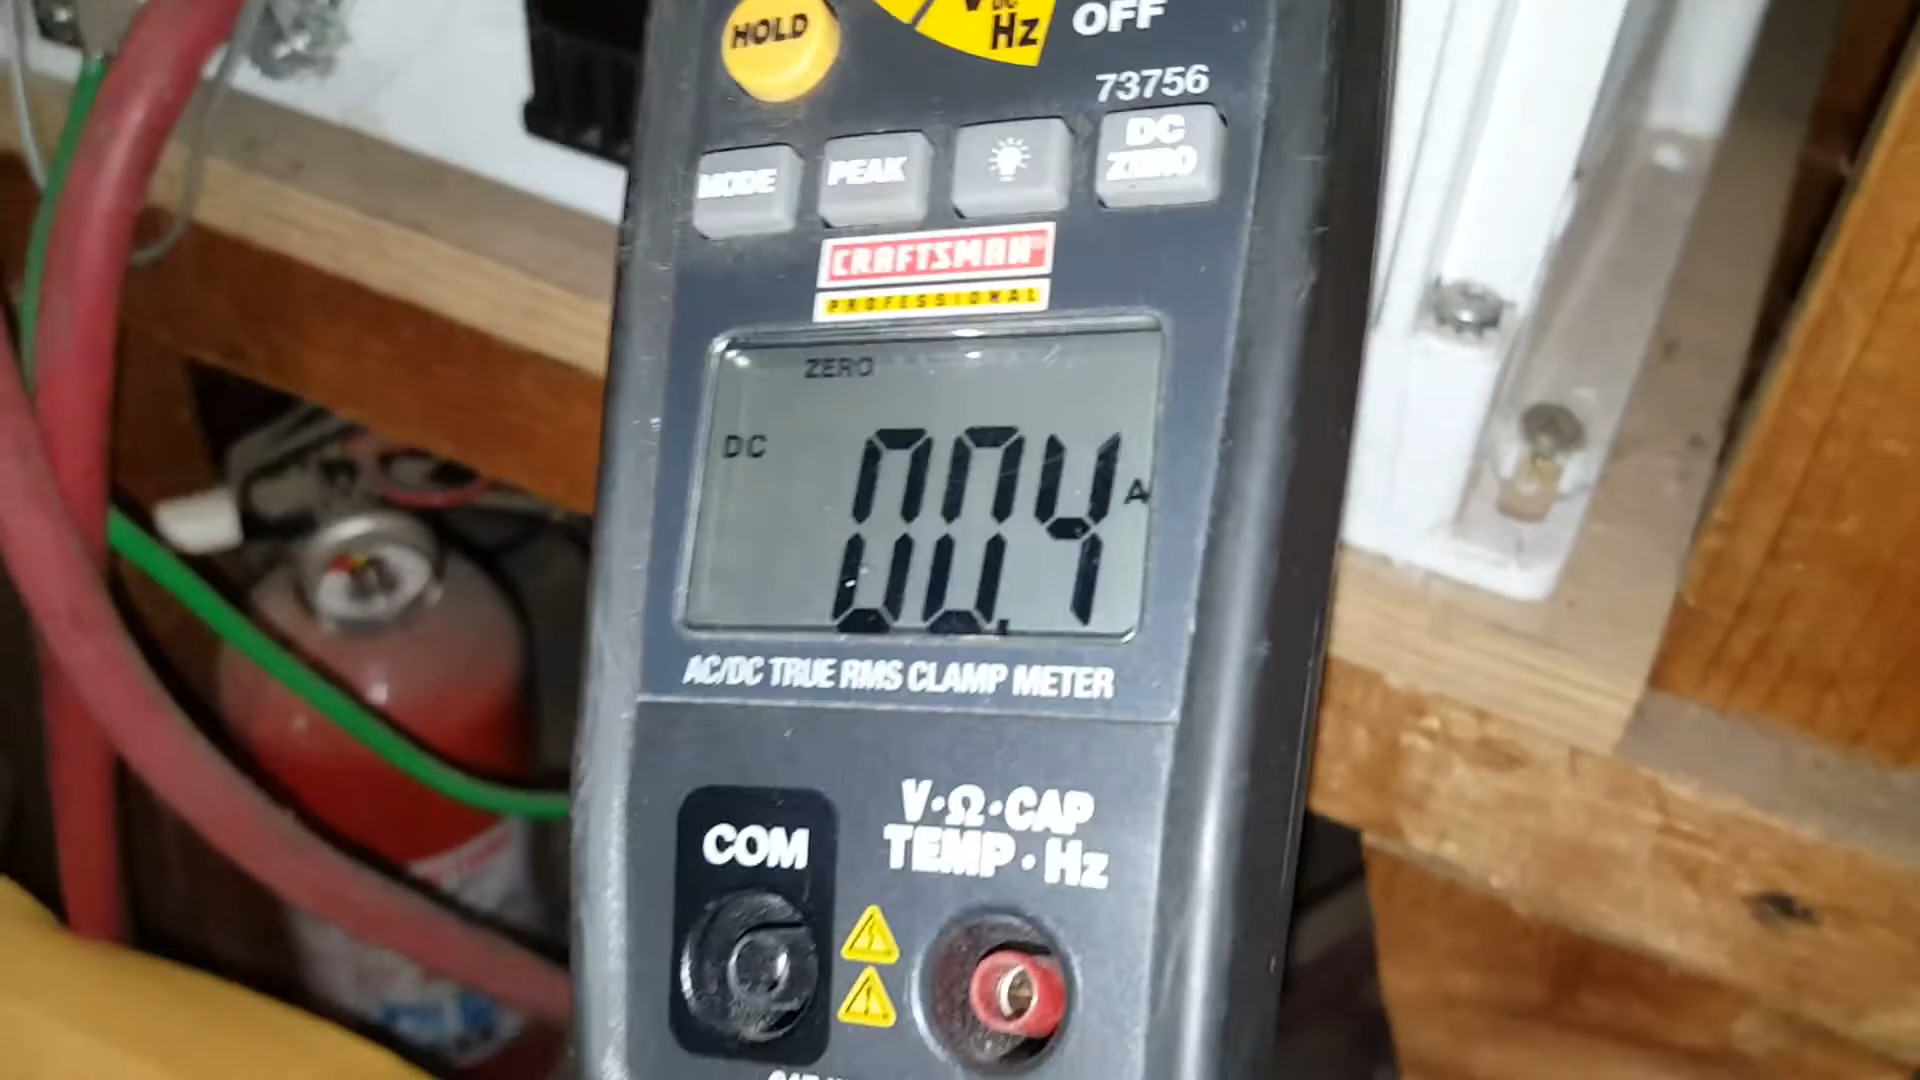 HOLD
Hz
OFF
73756
MODE
PEAK
DC
ZERO
CRAFTSMAN®
PROFESSIONAL
ZERO
DC
00.4
A
AC/DC TRUE RMS CLAMP METER
COM
V·Ω·CAP
TEMP·Hz